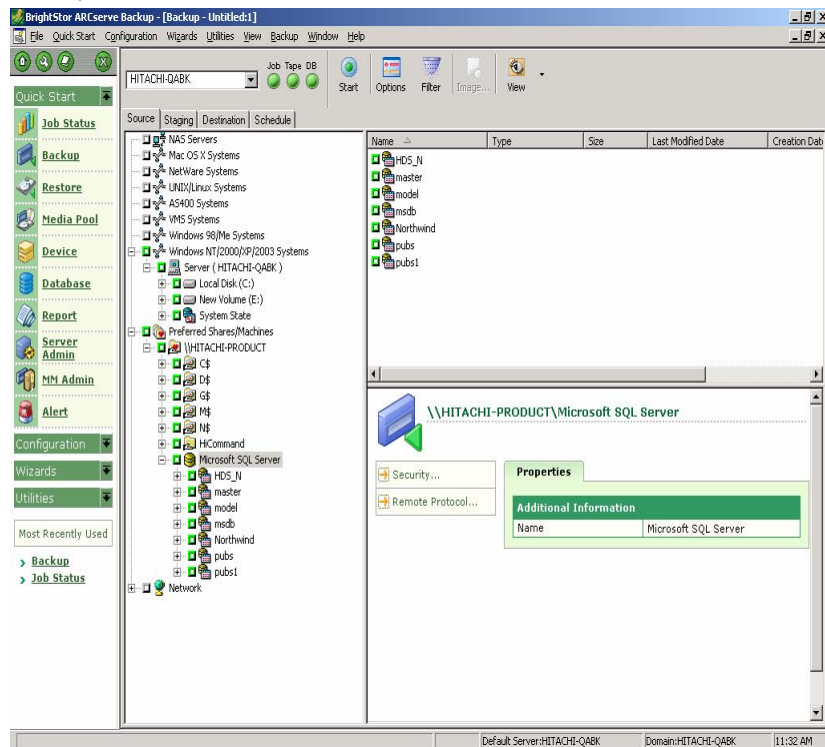 BrightStor ARCserve Backup - [Backup - Untitled:1]
File Quick Start Configuration Wizards Utilities View Backup Window Help
HITACHI-QABK
Job Tape DB
Start
Options
Filter
Image...
View
Quick Start
Job Status
Backup
Restore
Media Pool
Device
Database
Report
Server Admin
MM Admin
Alert
Configuration
Wizards
Utilities
Most Recently Used
Backup
Job Status
Source Staging Destination Schedule
NAS Servers
Mac OS X Systems
NetWare Systems
UNIX/Linux Systems
AS400 Systems
VMS Systems
Windows 98/Me Systems
Windows NT/2000/XP/2003 Systems
Server ( HITACHI-QABK )
Local Disk (C:)
New Volume (E:)
System State
Preferred Shares/Machines
\\HITACHI-PRODUCT
C$
D$
G$
M$
N$
HiCommand
Microsoft SQL Server
HDS_N
master
model
msdb
Northwind
pubs
pubs1
Network
Name Type Size Last Modified Date Creation Dat
HDS_N
master
model
msdb
Northwind
pubs
pubs1
\\HITACHI-PRODUCT\Microsoft SQL Server
Security...
Remote Protocol...
Properties
Additional Information
Name Microsoft SQL Server
Default Server:HITACHI-QABK Domain:HITACHI-QABK 11:32 AM